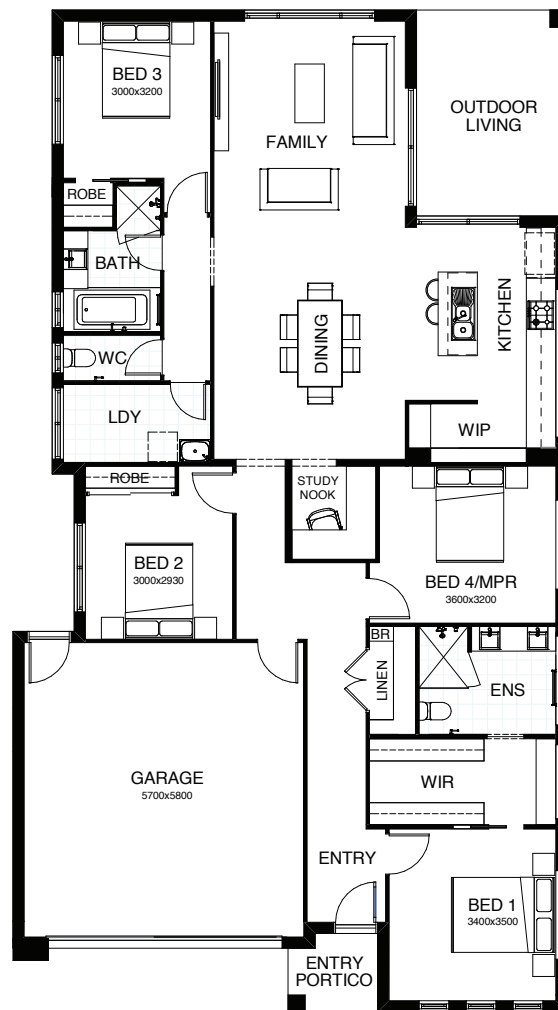 BED 3
3000x3200
FAMILY
OUTDOOR
LIVING
ROBE
BATH
KITCHEN
DINING
WC
LDY
WIP
ROBE
STUDY
NOOK
BED 2
3000x2930
BED 4/MPR
3600x3200
BR
LINEN
ENS
GARAGE
5700x5800
WIR
ENTRY
BED 1
3400x3500
ENTRY
PORTICO